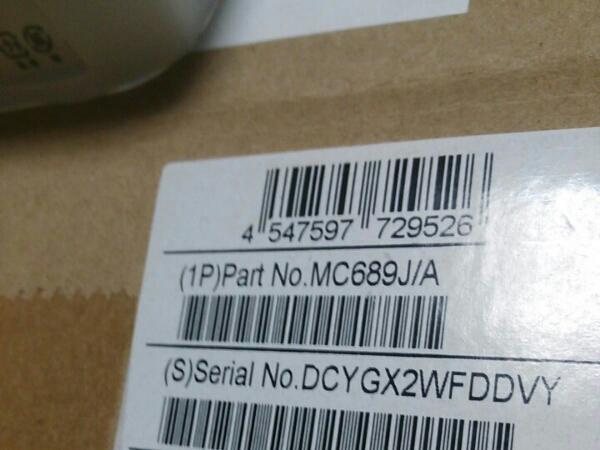 4 547597 729526
(1P)Part No.MC689J/A
(S)Serial No.DCYGX2WFDDVY